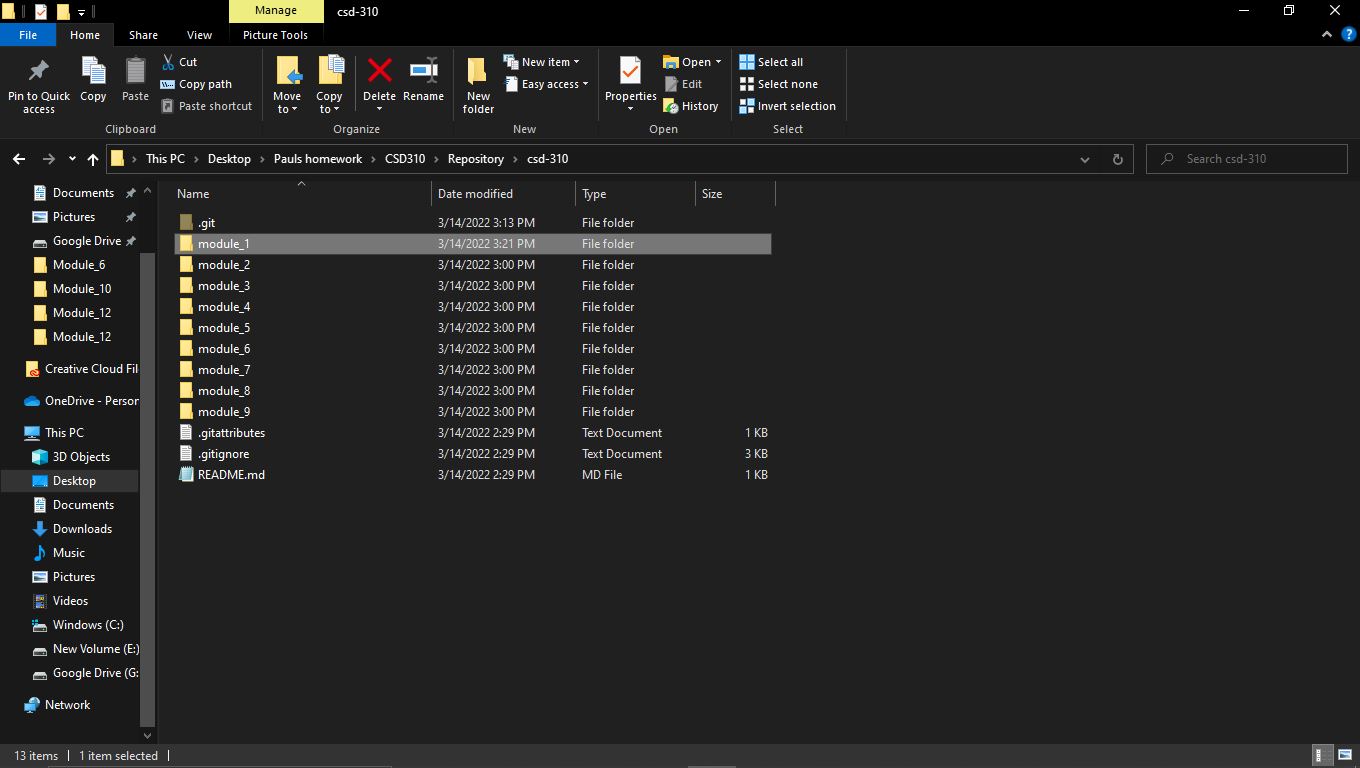 Manage csd-310
File Home Share View Picture Tools
Pin to Quick access
Copy
Paste
Cut
Copy path
Paste shortcut
Clipboard
Move to
Copy to
Delete
Rename
Organize
New folder
New item
Easy access
New
Properties
Open
Edit
History
Open
Select all
Select none
Invert selection
Select
This PC > Desktop > Pauls homework > CSD310 > Repository > csd-310
Search csd-310
Documents
Pictures
Google Drive
Module_6
Module_10
Module_12
Module_12
Creative Cloud Fil
OneDrive - Person
This PC
3D Objects
Desktop
Documents
Downloads
Music
Pictures
Videos
Windows (C:)
New Volume (E:)
Google Drive (G:
Network
Name Date modified Type Size
.git 3/14/2022 3:13 PM File folder
module_1 3/14/2022 3:21 PM File folder
module_2 3/14/2022 3:00 PM File folder
module_3 3/14/2022 3:00 PM File folder
module_4 3/14/2022 3:00 PM File folder
module_5 3/14/2022 3:00 PM File folder
module_6 3/14/2022 3:00 PM File folder
module_7 3/14/2022 3:00 PM File folder
module_8 3/14/2022 3:00 PM File folder
module_9 3/14/2022 3:00 PM File folder
.gitattributes 3/14/2022 2:29 PM Text Document 1 KB
.gitignore 3/14/2022 2:29 PM Text Document 3 KB
README.md 3/14/2022 2:29 PM MD File 1 KB
13 items 1 item selected